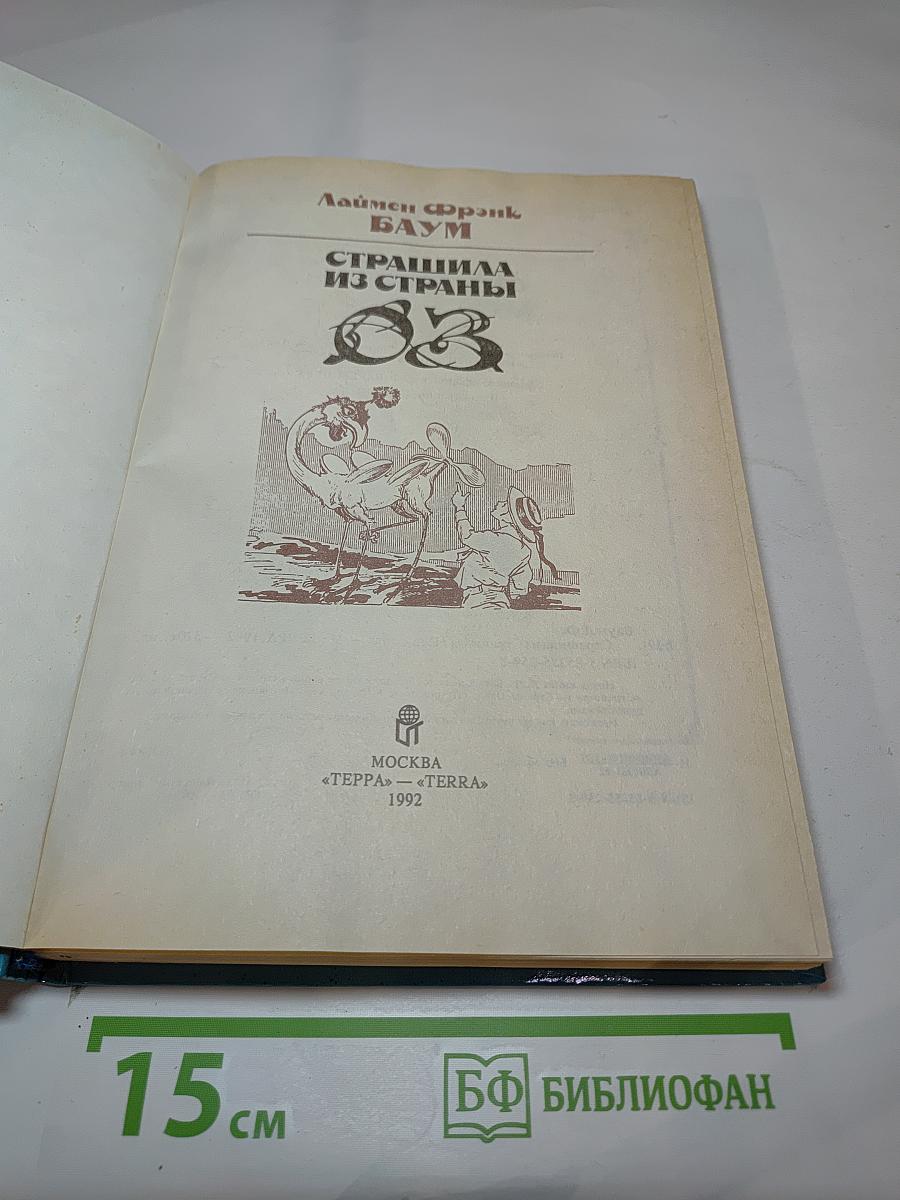 Лаймен Фрэнк
БАУМ
СТРАШИЛА
ИЗ СТРАНЫ
ОЗ
МОСКВА
«ТЕРРА» — «TERRA»
1992
15 см
БФ БИБЛИОФАН